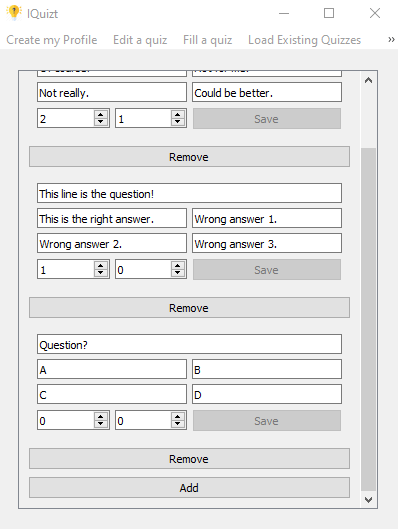 IQuizt
Create my Profile Edit a quiz Fill a quiz Load Existing Quizzes »
Not really. Could be better.
2 1 Save
Remove
This line is the question!
This is the right answer. Wrong answer 1.
Wrong answer 2. Wrong answer 3.
1 0 Save
Remove
Question?
A B
C D
0 0 Save
Remove
Add